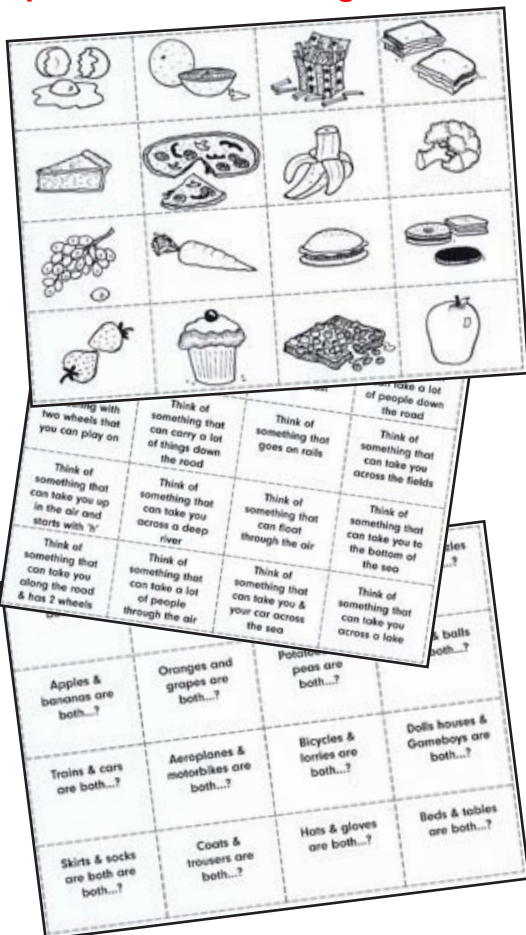 can take a lot
of people down
the road
with
two wheels that
you can play on
Think of
something that
can carry a lot
of things down
the road
Think of
something that
goes on rails
Think of
something that
can take you
across the fields
Think of
something that
can take you up
in the air and
starts with 'h'
Think of
something that
can take you
across a deep
river
Think of
something that
can float
through the air
Think of
something that
can take you to
the bottom of
the sea
Think of
something that
can take you
along the road
& has 2 wheels
Think of
something that
can take a lot
of people
through the air
Think of
something that
can take you &
your car across
the sea
Think of
something that
can take you
across a lake
...?
& balls
both...?
Apples &
bananas are
both...?
Oranges and
grapes are
both...?
peas are
both...?
Trains & cars
are both...?
Aeroplanes &
motorbikes are
both...?
Bicycles &
lorries are
both...?
Dolls houses &
Gameboys are
both...?
Skirts & socks
are both are
both...?
Coats &
trousers are
both...?
Hats & gloves
are both...?
Beds & tables
are both...?